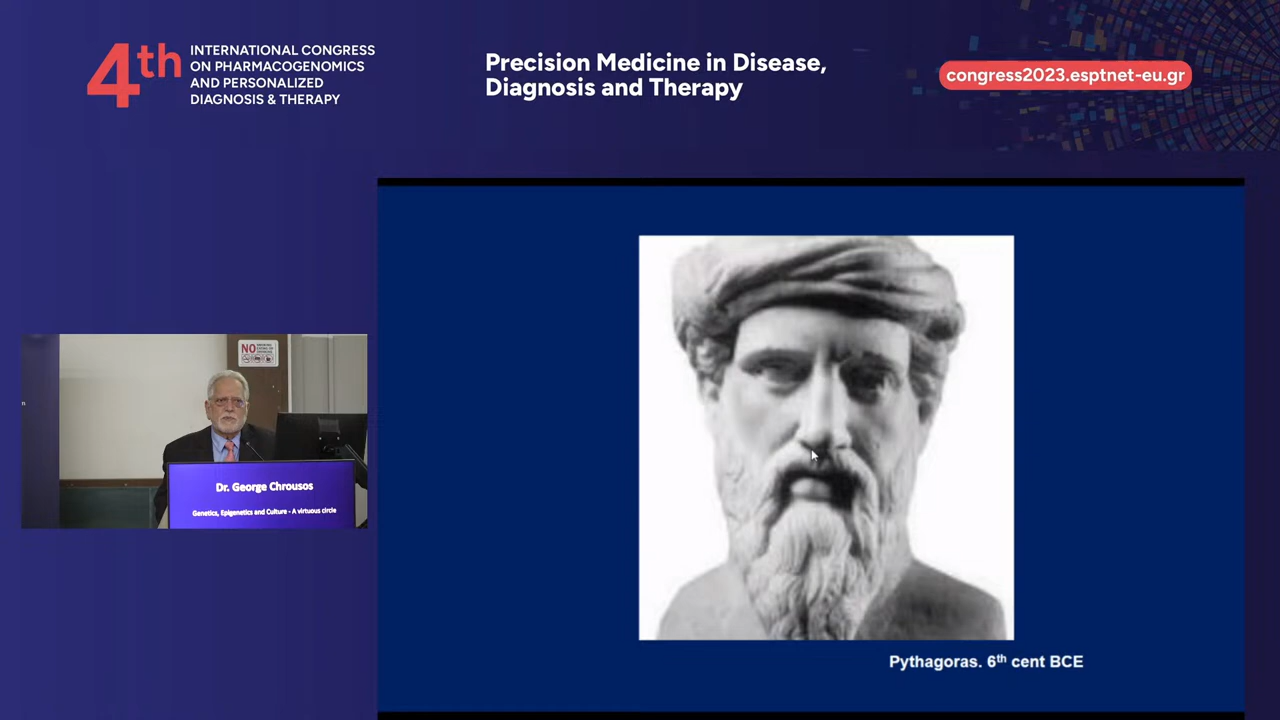 4th
INTERNATIONAL CONGRESS
ON PHARMACOGENOMICS
AND PERSONALIZED
DIAGNOSIS & THERAPY
Precision Medicine in Disease,
Diagnosis and Therapy
congress2023.esptnet-eu.gr
NO
n
Dr. George Chrousos
Genetics, Epigenetics and Culture - A virtuous circle
Pythagoras. 6th cent BCE